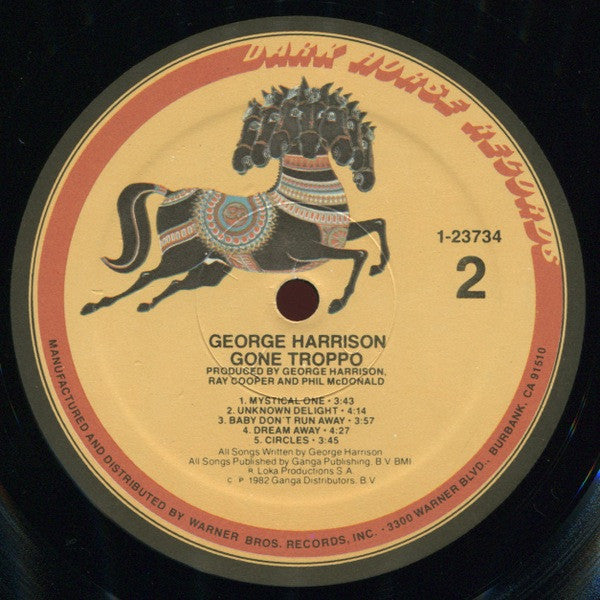 DARK HORSE RECORDS
1-23734
2
GEORGE HARRISON
GONE TROPPO
PRODUCED BY GEORGE HARRISON,
RAY COOPER AND PHIL McDONALD
1. MYSTICAL ONE • 3:43
2. UNKNOWN DELIGHT • 4:14
3. BABY DON'T RUN AWAY • 3:57
4. DREAM AWAY • 4:27
5. CIRCLES • 3:45
All Songs Written by George Harrison
All Songs Published by Ganga Publishing. B.V BMI
℗ Loka Productions S.A.
© ℗ 1982 Ganga Distributors. B.V
MANUFACTURED AND DISTRIBUTED BY WARNER BROS. RECORDS, INC. • 3300 WARNER BLVD., BURBANK, CA 91510